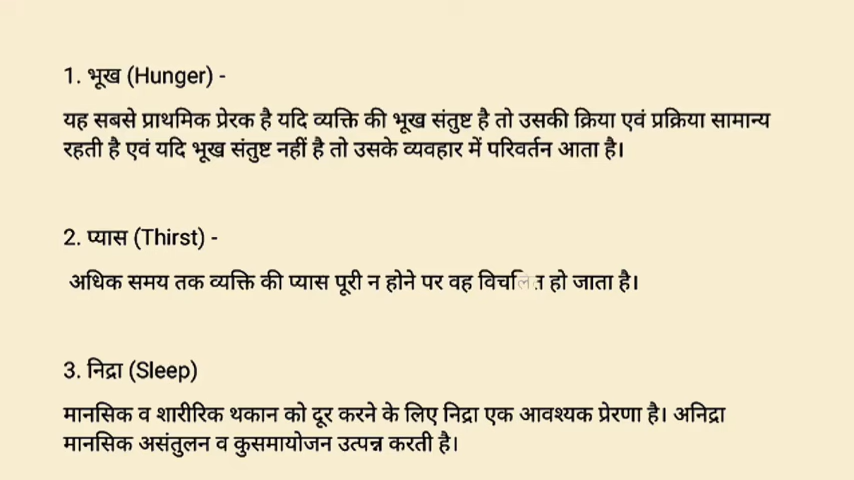 1. भूख (Hunger) -
यह सबसे प्राथमिक प्रेरक है यदि व्यक्ति की भूख संतुष्ट है तो उसकी क्रिया एवं प्रक्रिया सामान्य
रहती है एवं यदि भूख संतुष्ट नहीं है तो उसके व्यवहार में परिवर्तन आता है।
2. प्यास (Thirst) -
अधिक समय तक व्यक्ति की प्यास पूरी न होने पर वह विचलित हो जाता है।
3. निद्रा (Sleep)
मानसिक व शारीरिक थकान को दूर करने के लिए निद्रा एक आवश्यक प्रेरणा है। अनिद्रा
मानसिक असंतुलन व कुसमायोजन उत्पन्न करती है।